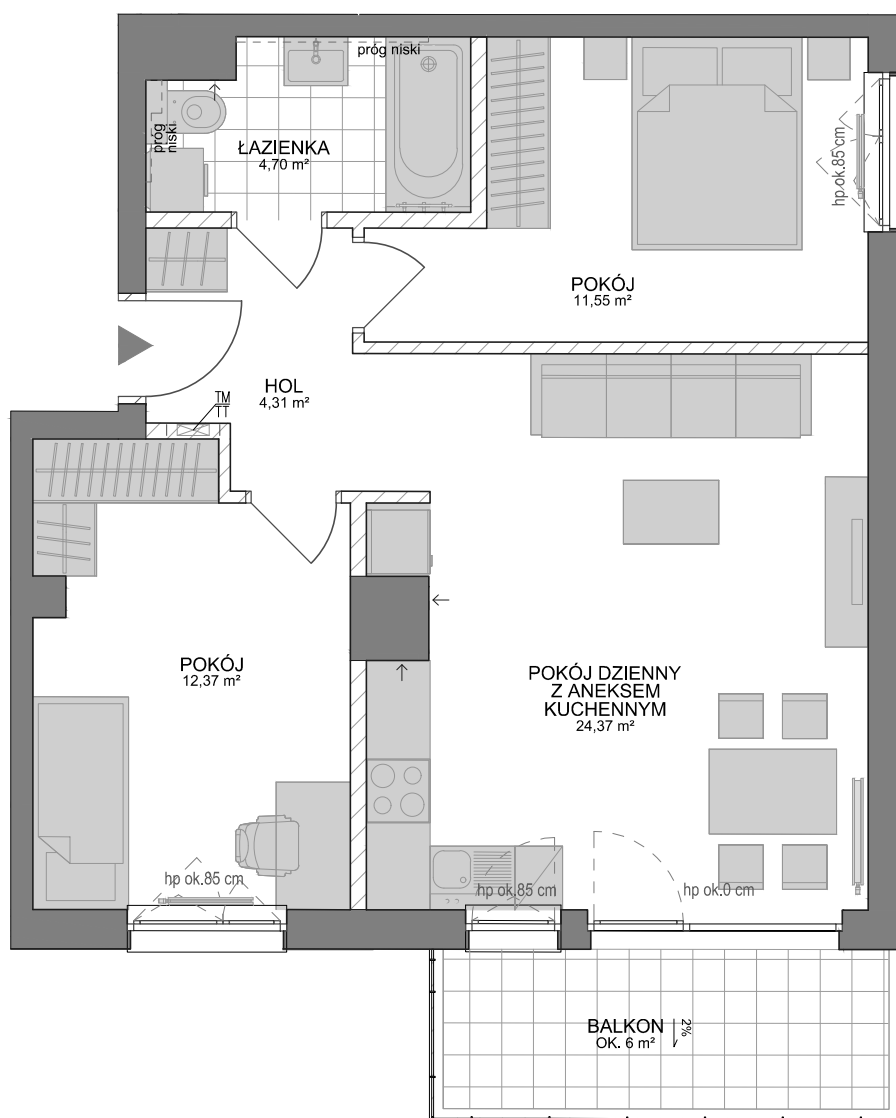 próg niski
próg
niski
ŁAZIENKA
4,70 m²
hp ok.85 cm
POKÓJ
11,55 m²
HOL
4,31 m²
TM
TT
POKÓJ
12,37 m²
POKÓJ DZIENNY
Z ANEKSEM
KUCHENNYM
24,37 m²
hp ok.85 cm
hp ok.85 cm
hp ok.0 cm
BALKON
OK. 6 m²
2%